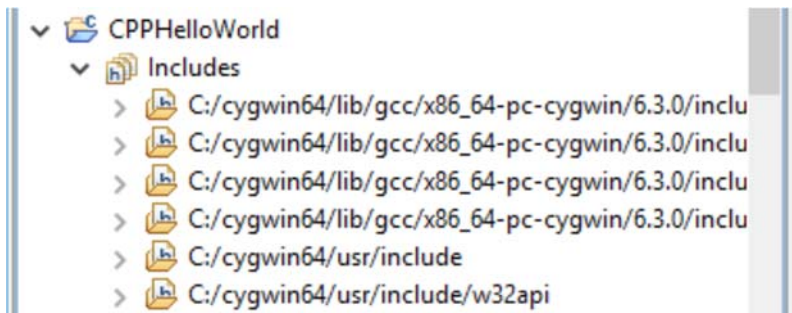 CPPHelloWorld
Includes
C:/cygwin64/lib/gcc/x86_64-pc-cygwin/6.3.0/inclu
C:/cygwin64/lib/gcc/x86_64-pc-cygwin/6.3.0/inclu
C:/cygwin64/lib/gcc/x86_64-pc-cygwin/6.3.0/inclu
C:/cygwin64/lib/gcc/x86_64-pc-cygwin/6.3.0/inclu
C:/cygwin64/usr/include
C:/cygwin64/usr/include/w32api